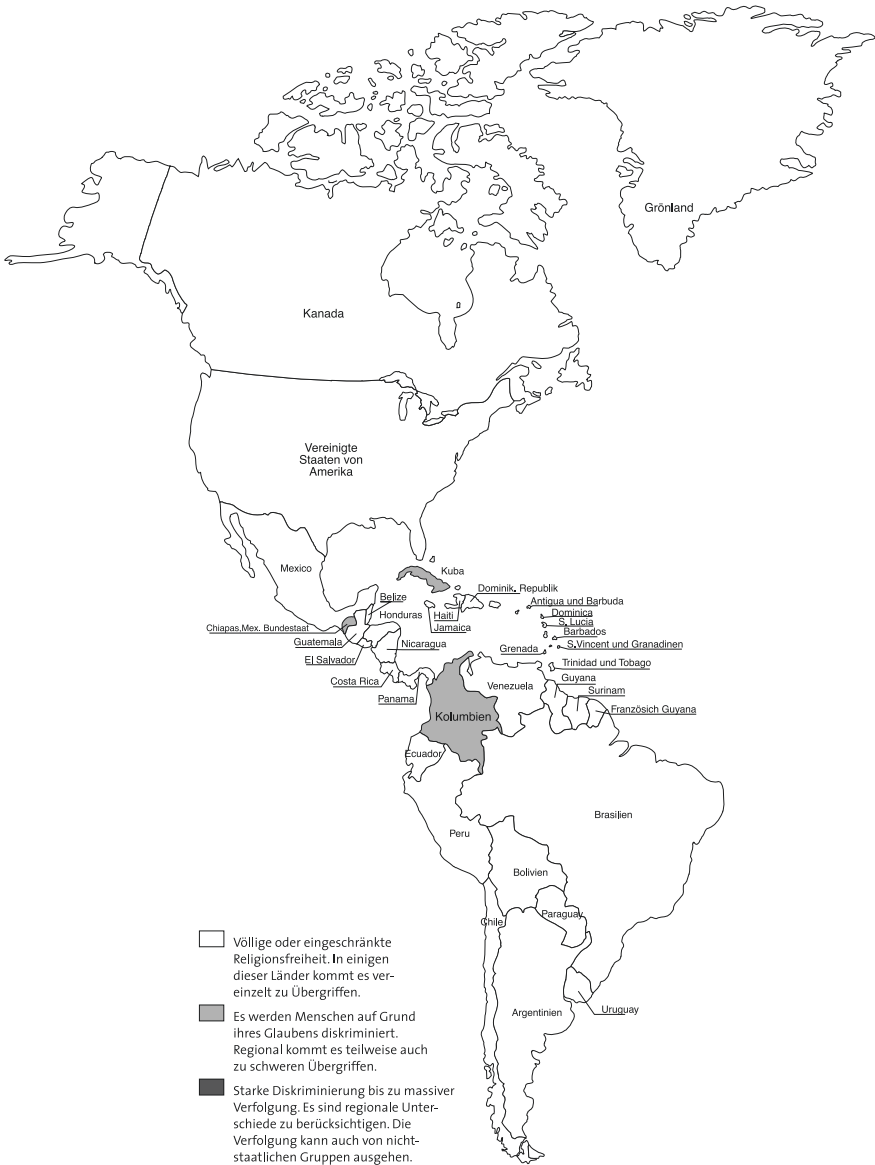 Grönland
Kanada
Vereinigte
Staaten von
Amerika
Mexico
Kuba
Dominik. Republik
Belize
Antigua und Barbuda
Honduras
Haiti
Dominica
S. Lucia
Chiapas,Mex. Bundestaat
Jamaica
Barbados
Guatemala
Nicaragua
Grenada
S.Vincent und Granadinen
El Salvador
Trinidad und Tobago
Costa Rica
Venezuela
Guyana
Surinam
Panama
Französich Guyana
Kolumbien
Ecuador
Brasilien
Peru
Bolivien
Chile
Paraguay
Argentinien
Uruguay
Völlige oder eingeschränkte
Religionsfreiheit. In einigen
dieser Länder kommt es ver-
einzelt zu Übergriffen.
Es werden Menschen auf Grund
ihres Glaubens diskriminiert.
Regional kommt es teilweise auch
zu schweren Übergriffen.
Starke Diskriminierung bis zu massiver
Verfolgung. Es sind regionale Unter-
schiede zu berücksichtigen. Die
Verfolgung kann auch von nicht-
staatlichen Gruppen ausgehen.